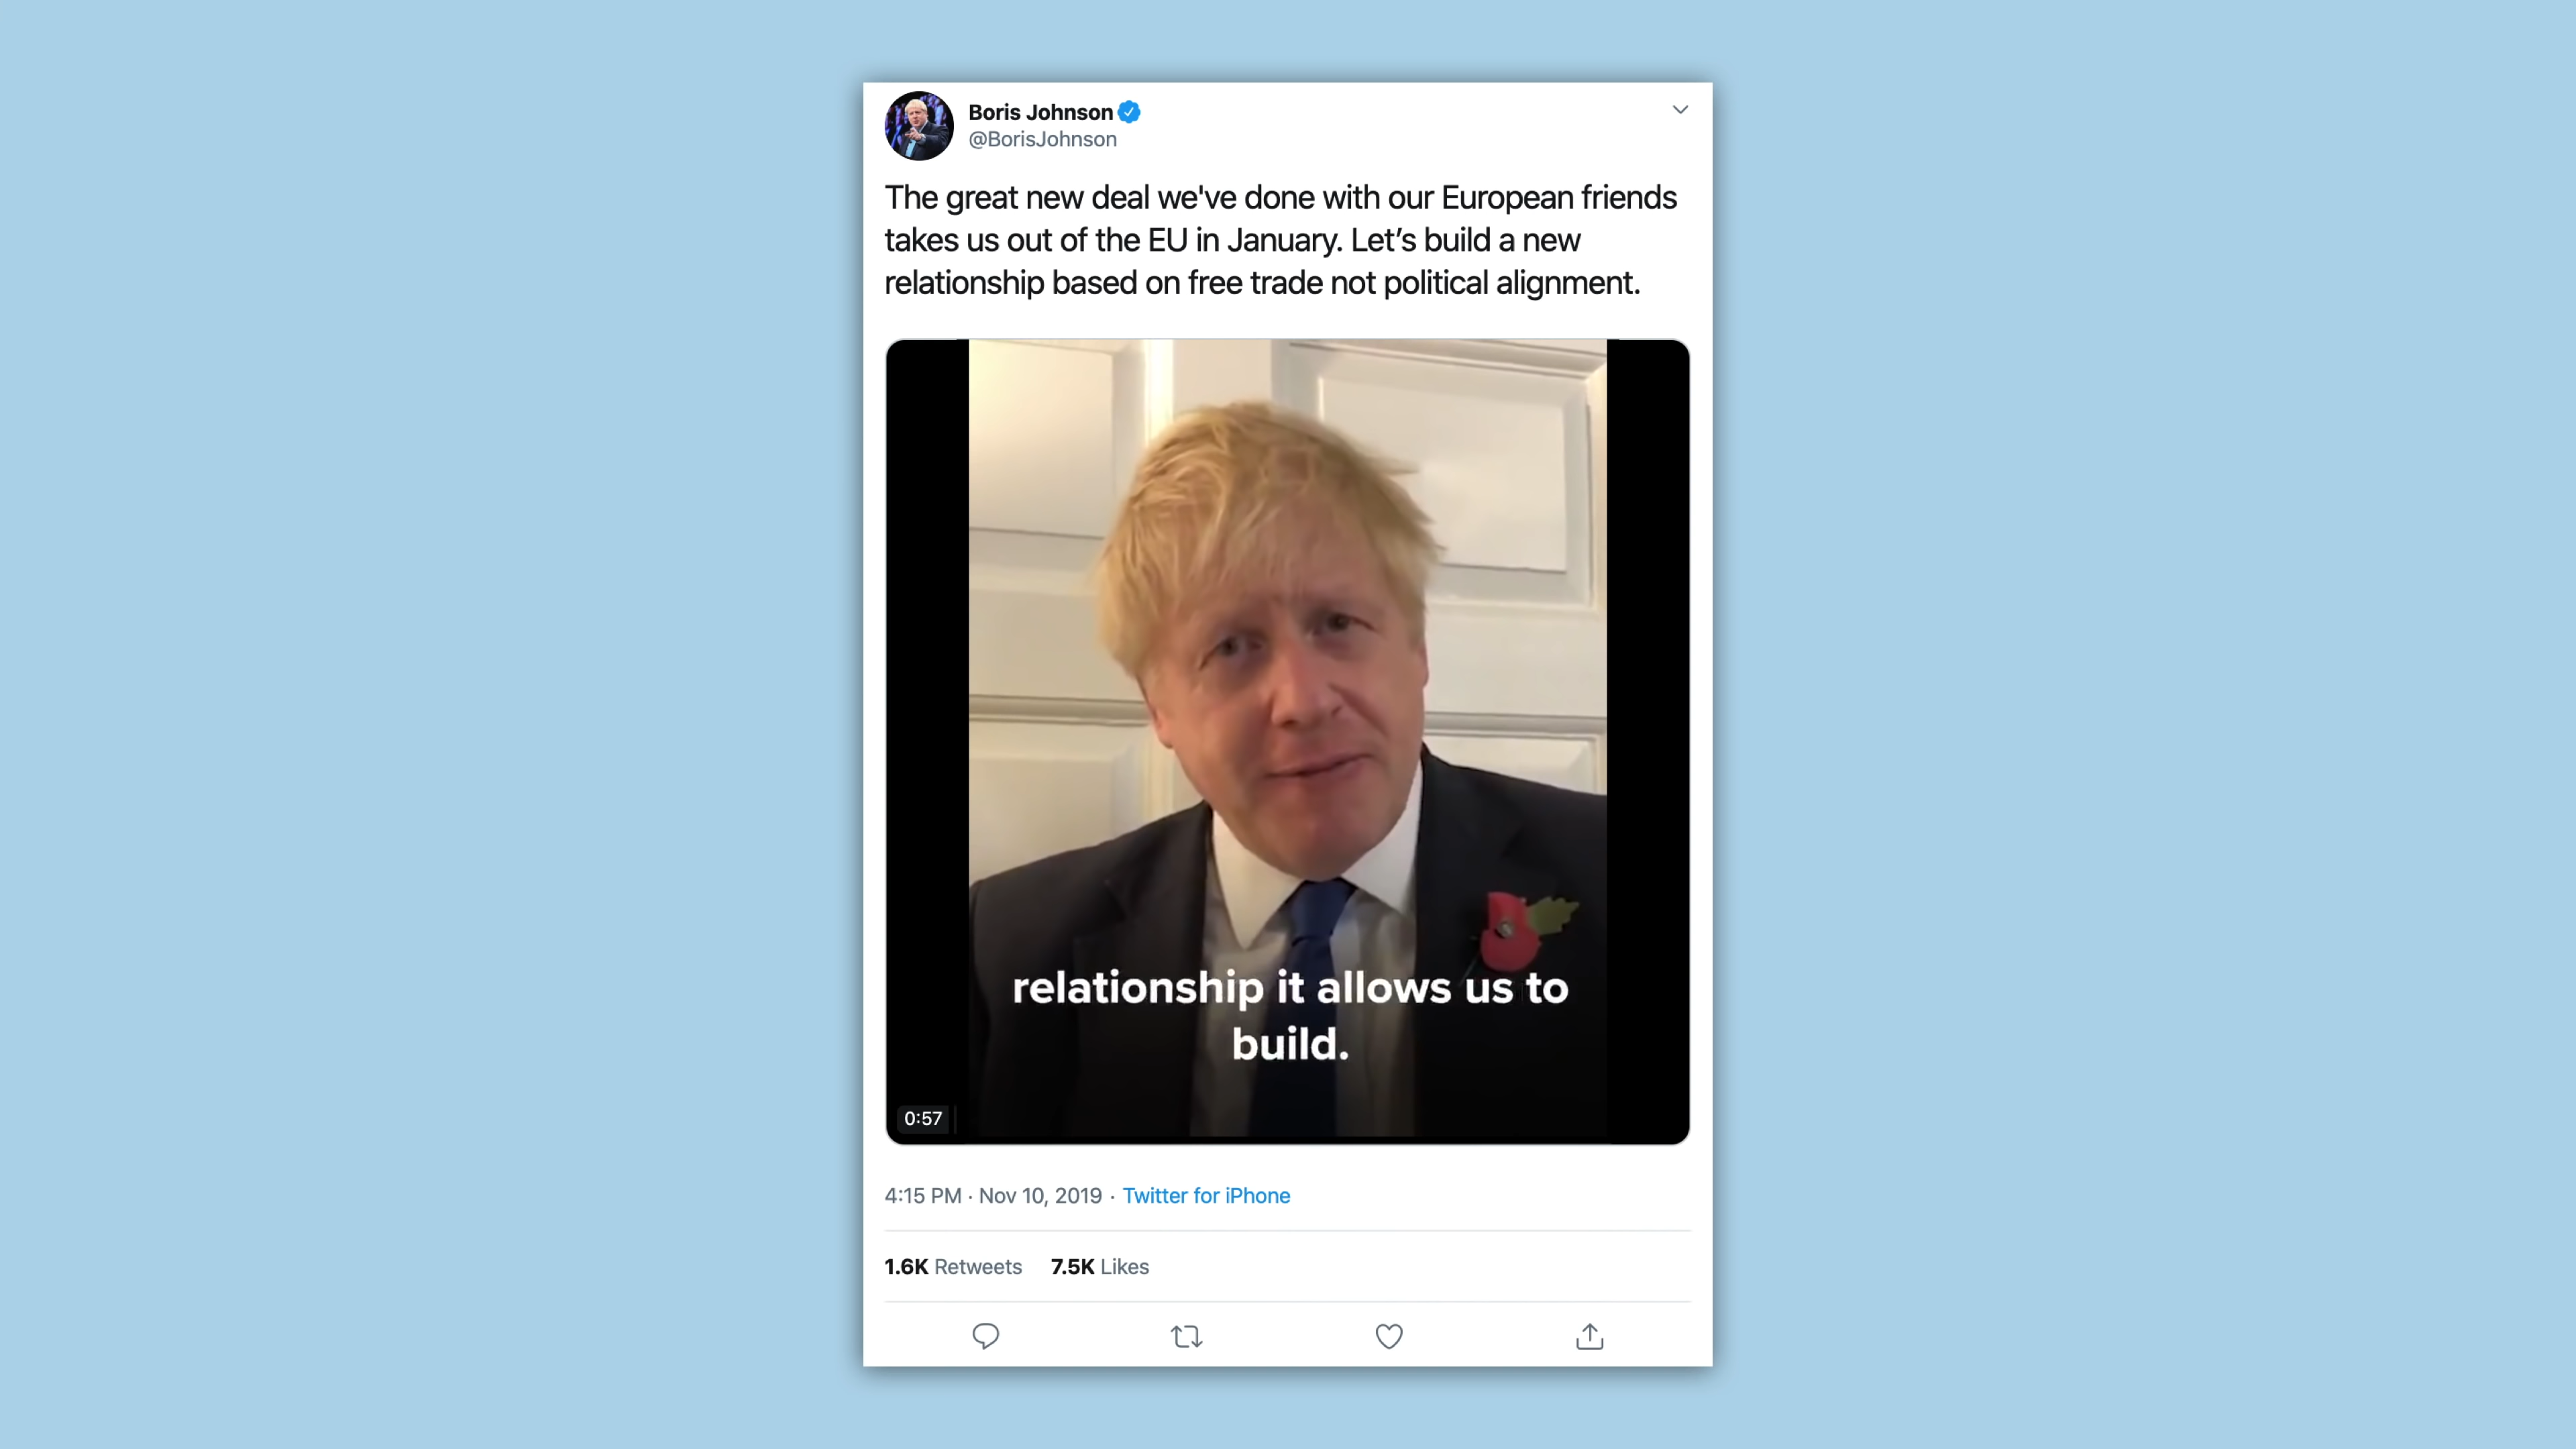 Boris Johnson
@BorisJohnson
The great new deal we've done with our European friends
takes us out of the EU in January. Let’s build a new
relationship based on free trade not political alignment.
relationship it allows us to
build.
0:57
4:15 PM · Nov 10, 2019 · Twitter for iPhone
1.6K Retweets 7.5K Likes